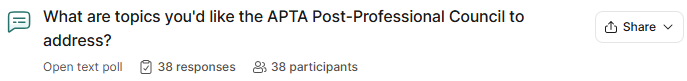 What are topics you'd like the APTA Post-Professional Council to
address?
Share
Open text poll 38 responses 38 participants